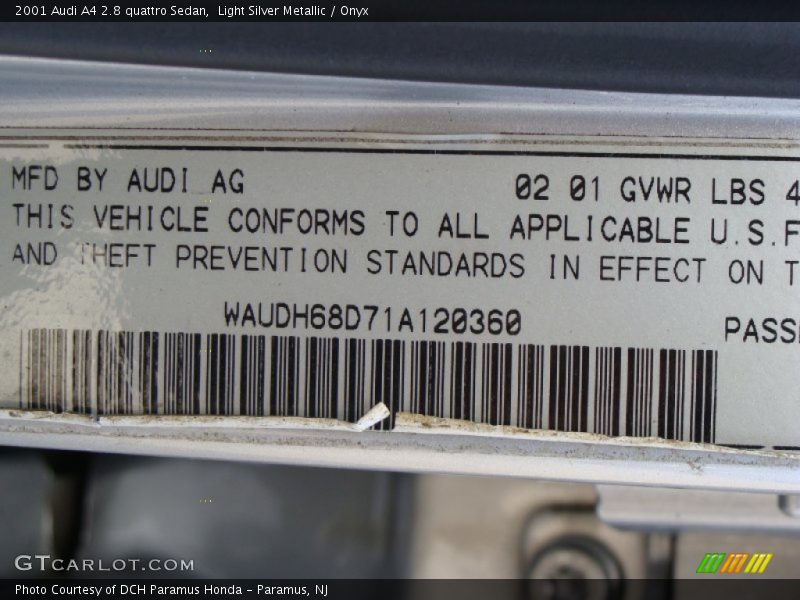 2001 Audi A4 2.8 quattro Sedan,  Light Silver Metallic / Onyx
MFD BY AUDI AG 02 01 GVWR LBS 4
THIS VEHICLE CONFORMS TO ALL APPLICABLE U.S.F
AND THEFT PREVENTION STANDARDS IN EFFECT ON T
WAUDH68D71A120360
PASS
GTCARLOT.COM
Photo Courtesy of DCH Paramus Honda - Paramus, NJ